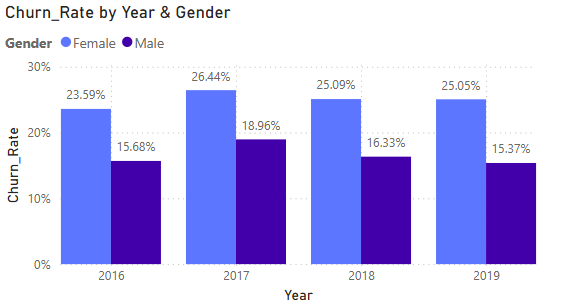 Churn_Rate by Year & Gender
Gender Female Male
30%
20%
10%
0%
Churn_Rate
23.59%
15.68%
26.44%
18.96%
25.09%
16.33%
25.05%
15.37%
2016 2017 2018 2019
Year